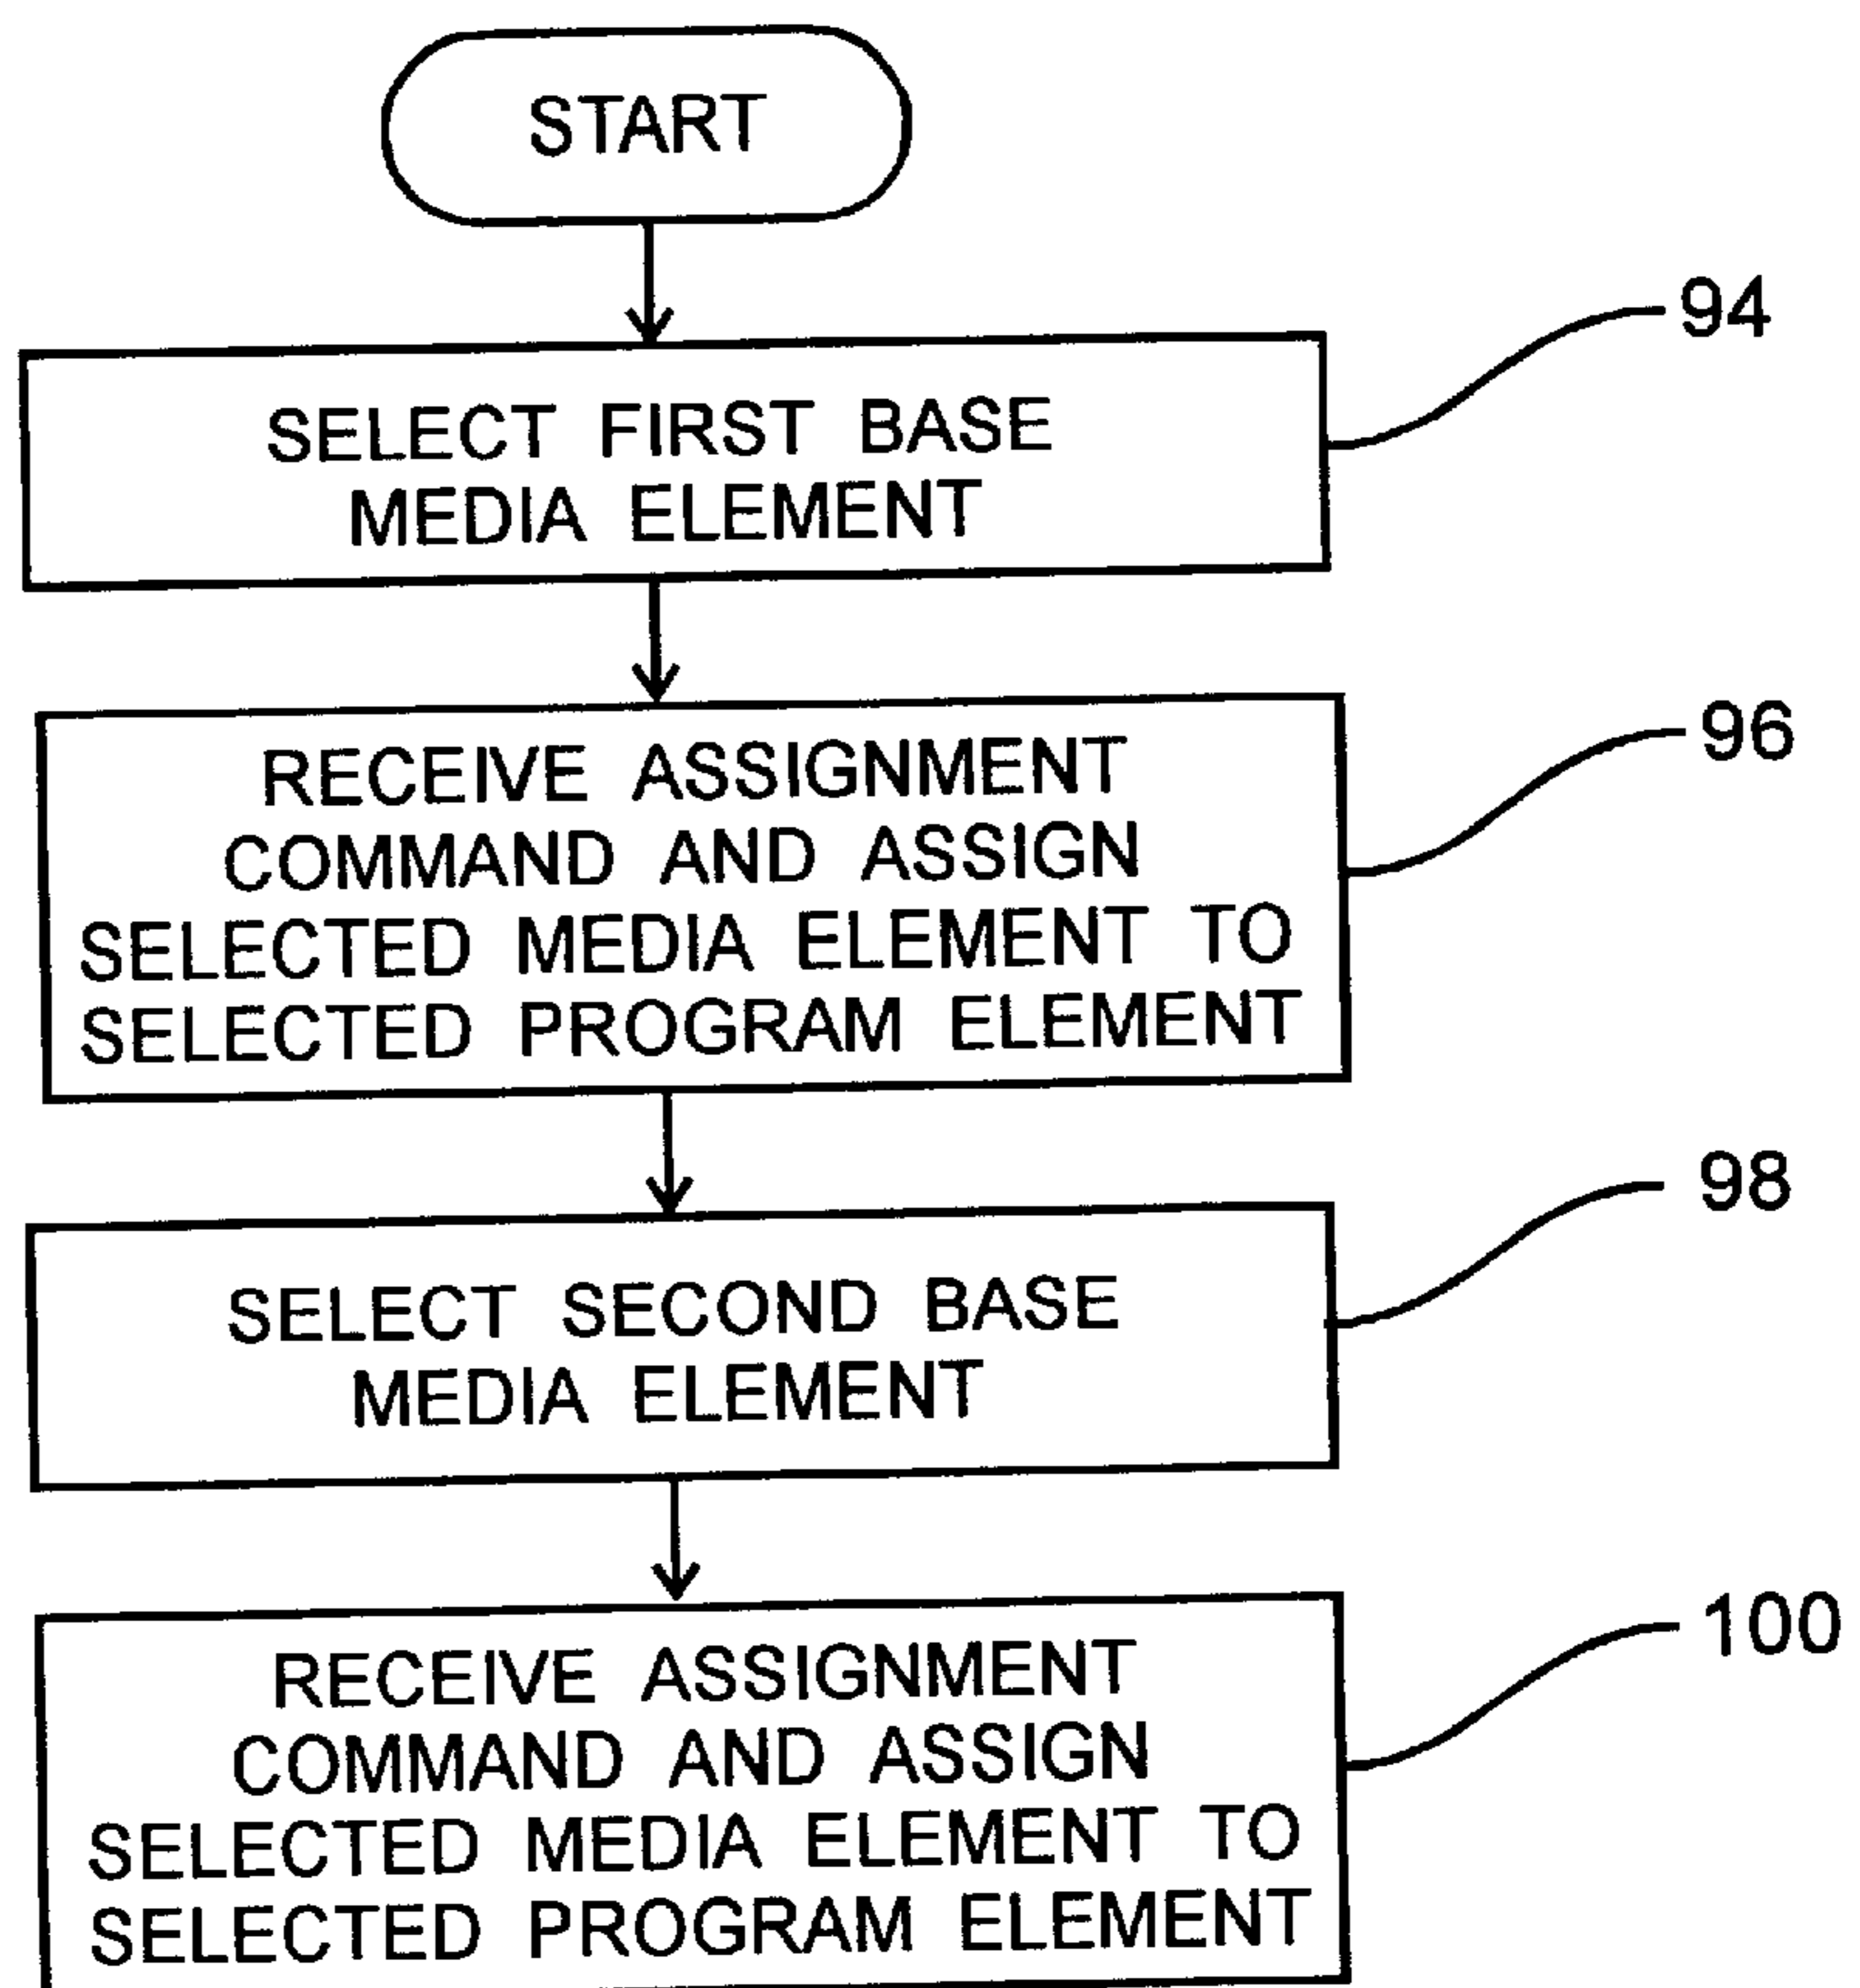 START
94
SELECT FIRST BASE
MEDIA ELEMENT
96
RECEIVE ASSIGNMENT
COMMAND AND ASSIGN
SELECTED MEDIA ELEMENT TO
SELECTED PROGRAM ELEMENT
98
SELECT SECOND BASE
MEDIA ELEMENT
100
RECEIVE ASSIGNMENT
COMMAND AND ASSIGN
SELECTED MEDIA ELEMENT TO
SELECTED PROGRAM ELEMENT